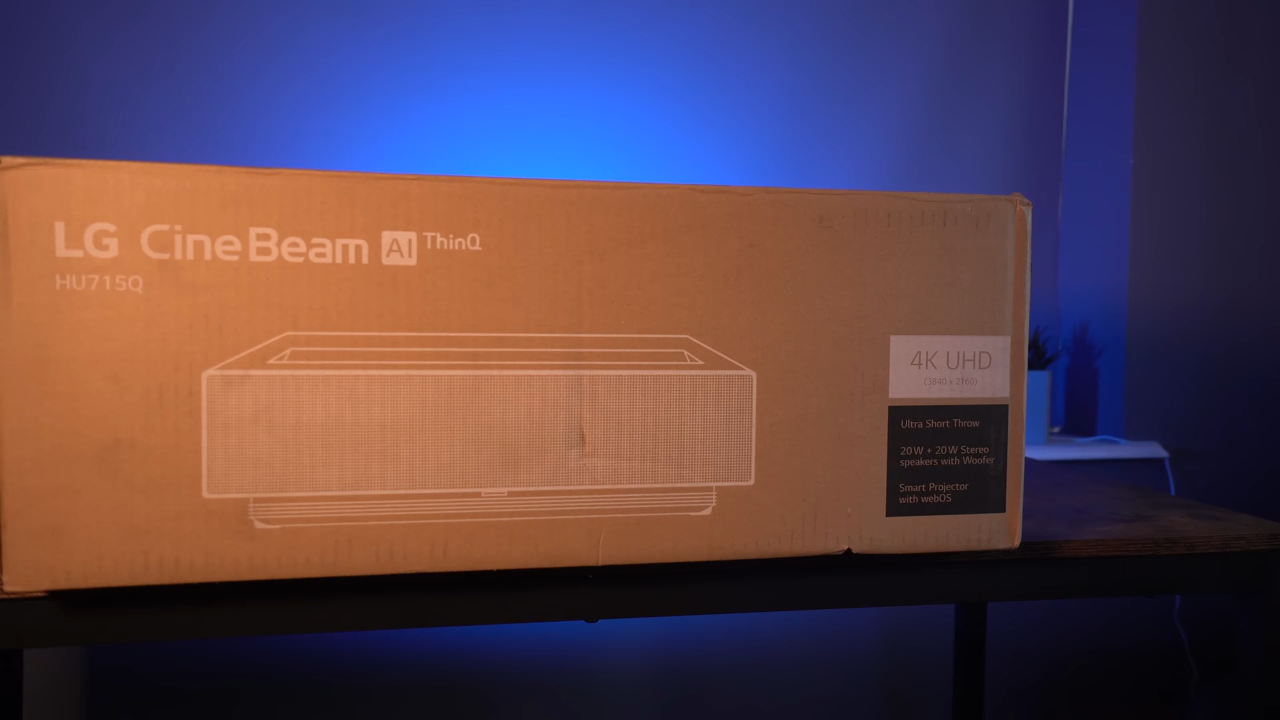 LG CineBeam AI ThinQ
HU715Q
4K UHD
(3840 x 2160)
Ultra Short Throw
20W + 20W Stereo
speakers with Woofer
Smart Projector
with webOS